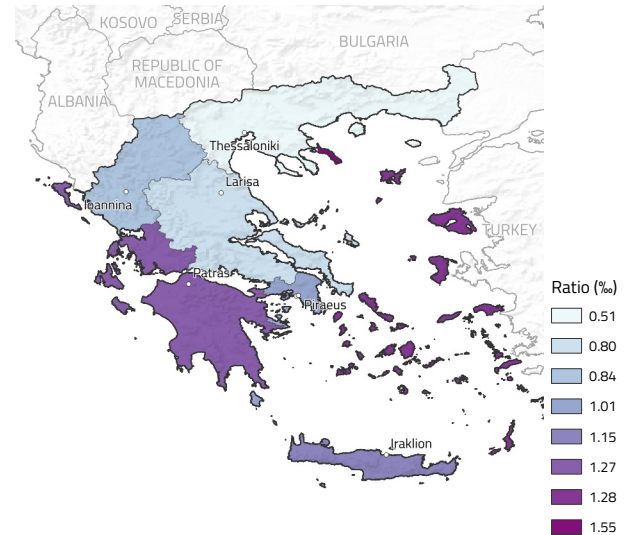 KOSOVO
SERBIA
BULGARIA
REPUBLIC OF
MACEDONIA
ALBANIA
Thessaloniki
Larisa
Ioannina
TURKEY
Patras
Piraeus
Iraklion
Ratio (‰)
0.51
0.80
0.84
1.01
1.15
1.27
1.28
1.55